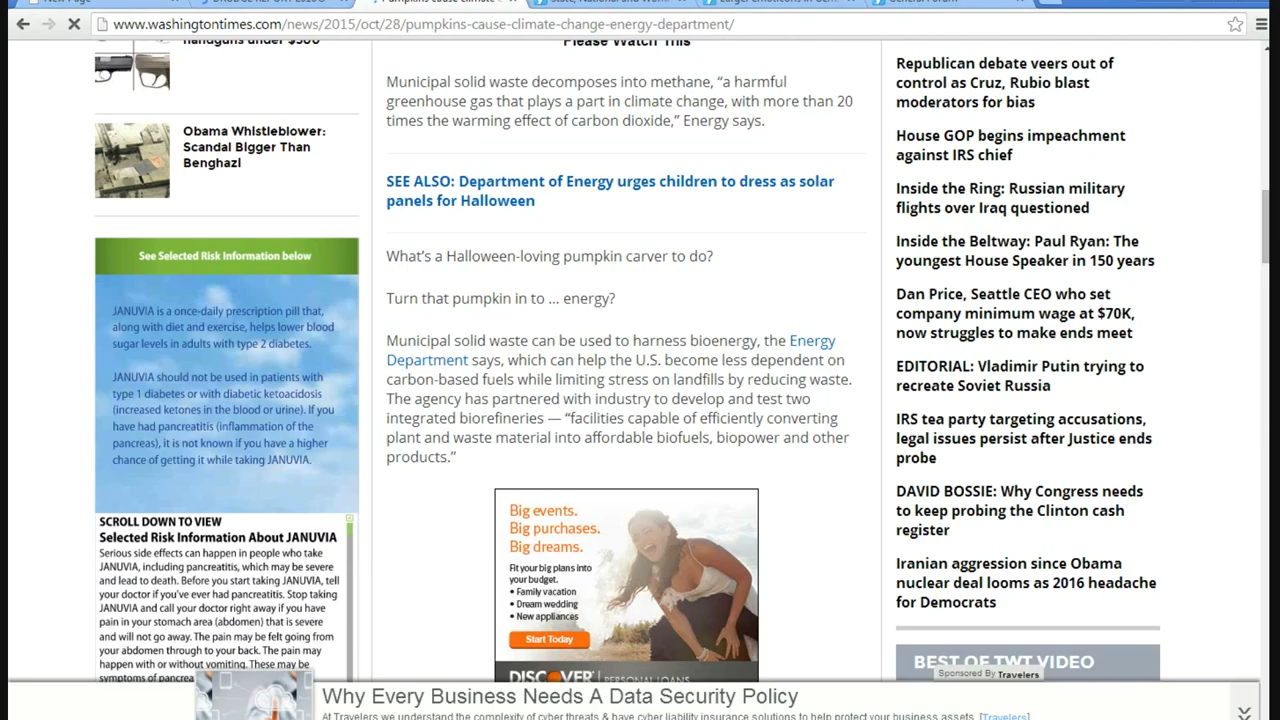 www.washingtontimes.com/news/2015/oct/28/pumpkins-cause-climate-change-energy-department/
handguns under $500
Obama Whistleblower:
Scandal Bigger Than
Benghazi
See Selected Risk Information below
JANUVIA is a once-daily prescription pill that,
along with diet and exercise, helps lower blood
sugar levels in adults with type 2 diabetes.
JANUVIA should not be used in patients with
type 1 diabetes or with diabetic ketoacidosis
(increased ketones in the blood or urine). If you
have had pancreatitis (inflammation of the
pancreas), it is not known if you have a higher
chance of getting it while taking JANUVIA.
SCROLL DOWN TO VIEW
Selected Risk Information About JANUVIA
Serious side effects can happen in people who take
JANUVIA, including pancreatitis, which may be severe
and lead to death. Before you start taking JANUVIA, tell
your doctor if you've ever had pancreatitis. Stop taking
JANUVIA and call your doctor right away if you have
pain in your stomach area (abdomen) that is severe
and will not go away. The pain may be felt going from
your abdomen through to your back. The pain may
happen with or without vomiting. These may be
symptoms of pancrea
Please Watch This
Municipal solid waste decomposes into methane, “a harmful
greenhouse gas that plays a part in climate change, with more than 20
times the warming effect of carbon dioxide,” Energy says.
SEE ALSO: Department of Energy urges children to dress as solar
panels for Halloween
What’s a Halloween-loving pumpkin carver to do?
Turn that pumpkin in to ... energy?
Municipal solid waste can be used to harness bioenergy, the Energy
Department says, which can help the U.S. become less dependent on
carbon-based fuels while limiting stress on landfills by reducing waste.
The agency has partnered with industry to develop and test two
integrated biorefineries — “facilities capable of efficiently converting
plant and waste material into affordable biofuels, biopower and other
products.”
Big events.
Big purchases.
Big dreams.
Fit your big plans into
your budget.
• Family vacation
• Dream wedding
• New appliances
Start Today
DISCOVER PERSONAL LOANS
Republican debate veers out of
control as Cruz, Rubio blast
moderators for bias
House GOP begins impeachment
against IRS chief
Inside the Ring: Russian military
flights over Iraq questioned
Inside the Beltway: Paul Ryan: The
youngest House Speaker in 150 years
Dan Price, Seattle CEO who set
company minimum wage at $70K,
now struggles to make ends meet
EDITORIAL: Vladimir Putin trying to
recreate Soviet Russia
IRS tea party targeting accusations,
legal issues persist after Justice ends
probe
DAVID BOSSIE: Why Congress needs
to keep probing the Clinton cash
register
Iranian aggression since Obama
nuclear deal looms as 2016 headache
for Democrats
BEST OF TWT VIDEO
Sponsored By Travelers
Why Every Business Needs A Data Security Policy
At Travelers we understand the complexity of cyber threats & have cyber liability insurance solutions to help protect your business assets. [Travelers]